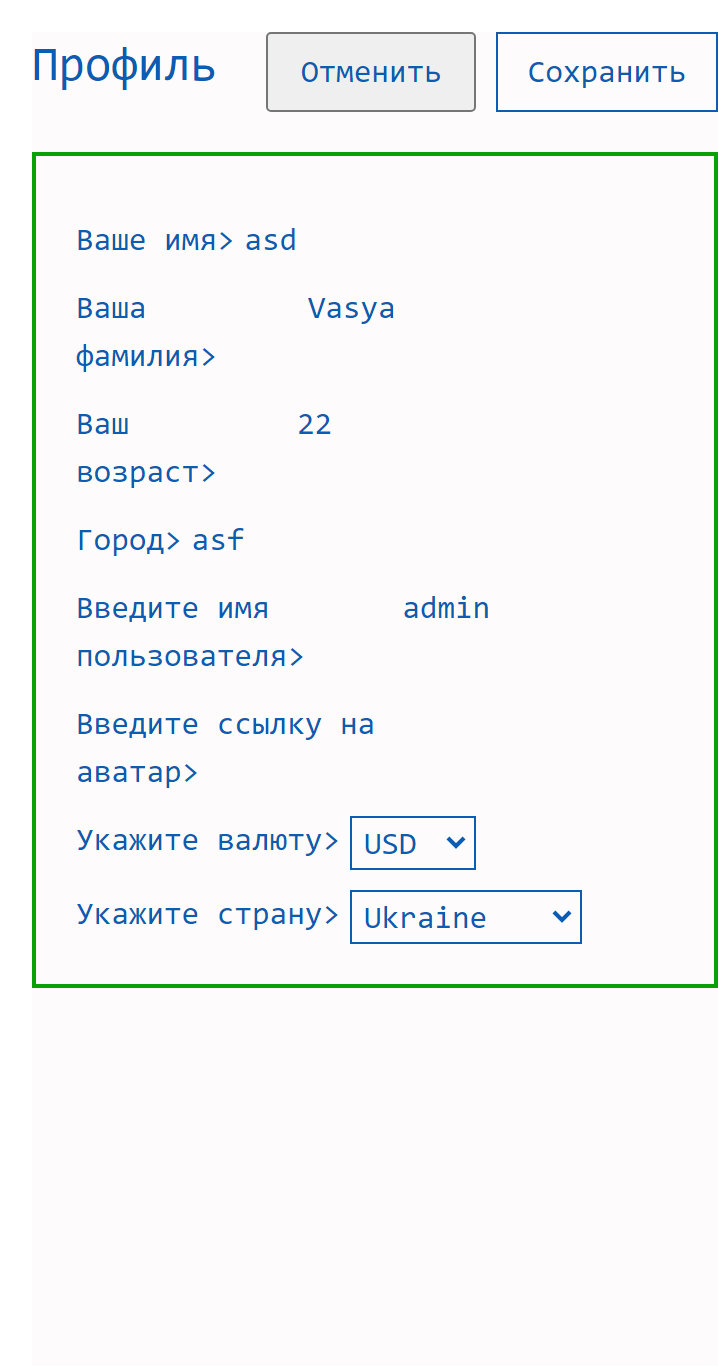 Профиль Отменить Сохранить
Ваше имя> asd
Ваша Vasya
фамилия>
Ваш 22
возраст>
Город> asf
Введите имя admin
пользователя>
Введите ссылку на
аватар>
Укажите валюту> USD
Укажите страну> Ukraine